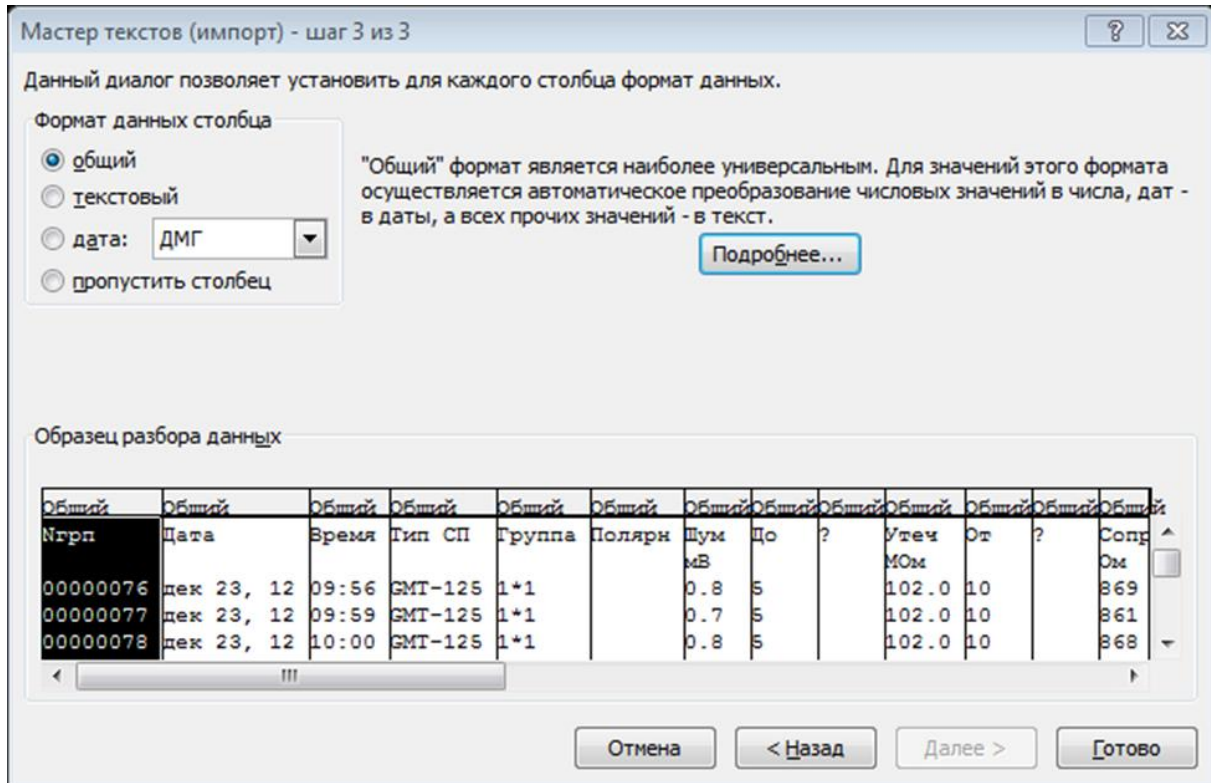 Мастер текстов (импорт) - шаг 3 из 3
Данный диалог позволяет установить для каждого столбца формат данных.
Формат данных столбца
общий
текстовый
дата: ДМГ
пропустить столбец
"Общий" формат является наиболее универсальным. Для значений этого формата
осуществляется автоматическое преобразование числовых значений в числа, дат -
в даты, а всех прочих значений - в текст.
Подробнее...
Образец разбора данных
Общий Общий Общий Общий Общий Общий Общий Общий Общий Общий Общий Общий Общий
Nгрп Дата Время Тип СП Группа Полярн Шум До ? Утеч От ? Сопр
мВ МОм Ом
00000076 дек 23, 12 09:56 GMT-125 1*1 0.8 5 102.0 10 869
00000077 дек 23, 12 09:59 GMT-125 1*1 0.7 5 102.0 10 861
00000078 дек 23, 12 10:00 GMT-125 1*1 0.8 5 102.0 10 868
Отмена < Назад Далее > Готово